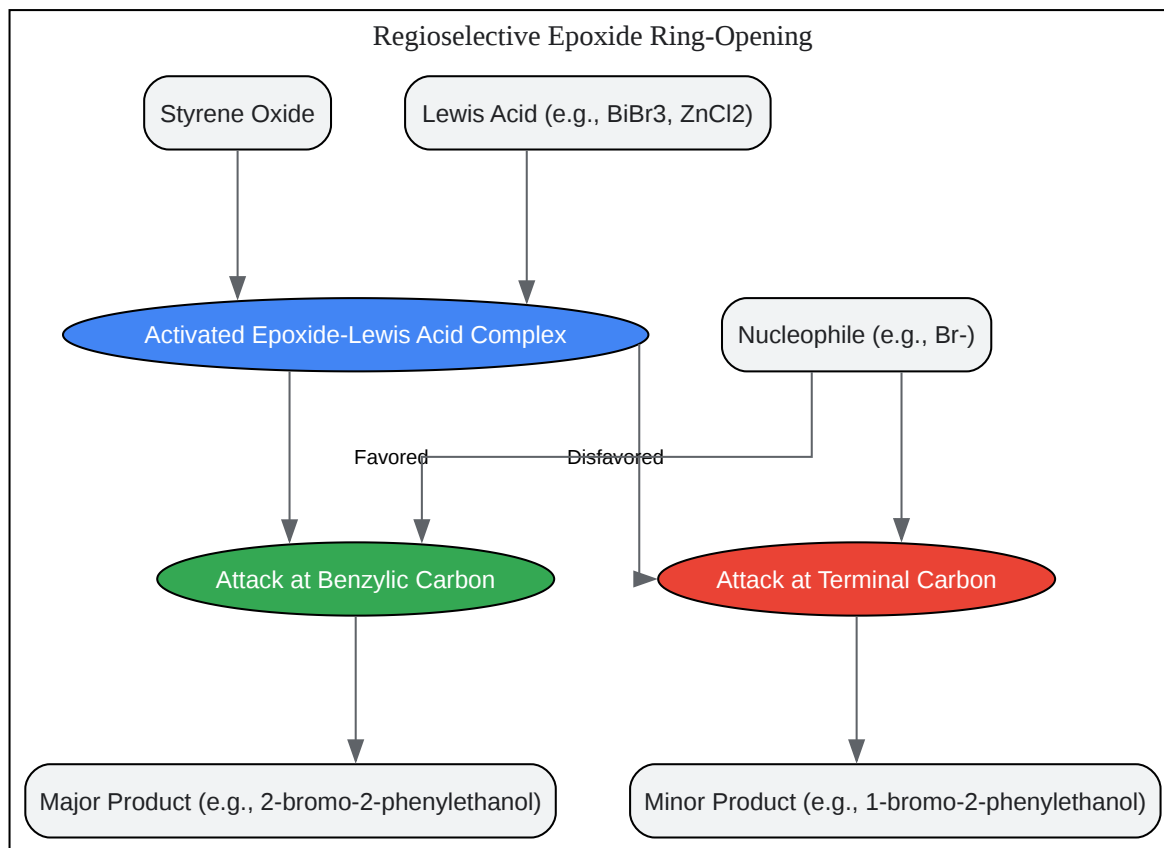 Regioselective Epoxide Ring-Opening
Styrene Oxide
Lewis Acid (e.g., BiBr3, ZnCl2)
Activated Epoxide-Lewis Acid Complex
Nucleophile (e.g., Br-)
Favored
Disfavored
Attack at Benzylic Carbon
Attack at Terminal Carbon
Major Product (e.g., 2-bromo-2-phenylethanol)
Minor Product (e.g., 1-bromo-2-phenylethanol)